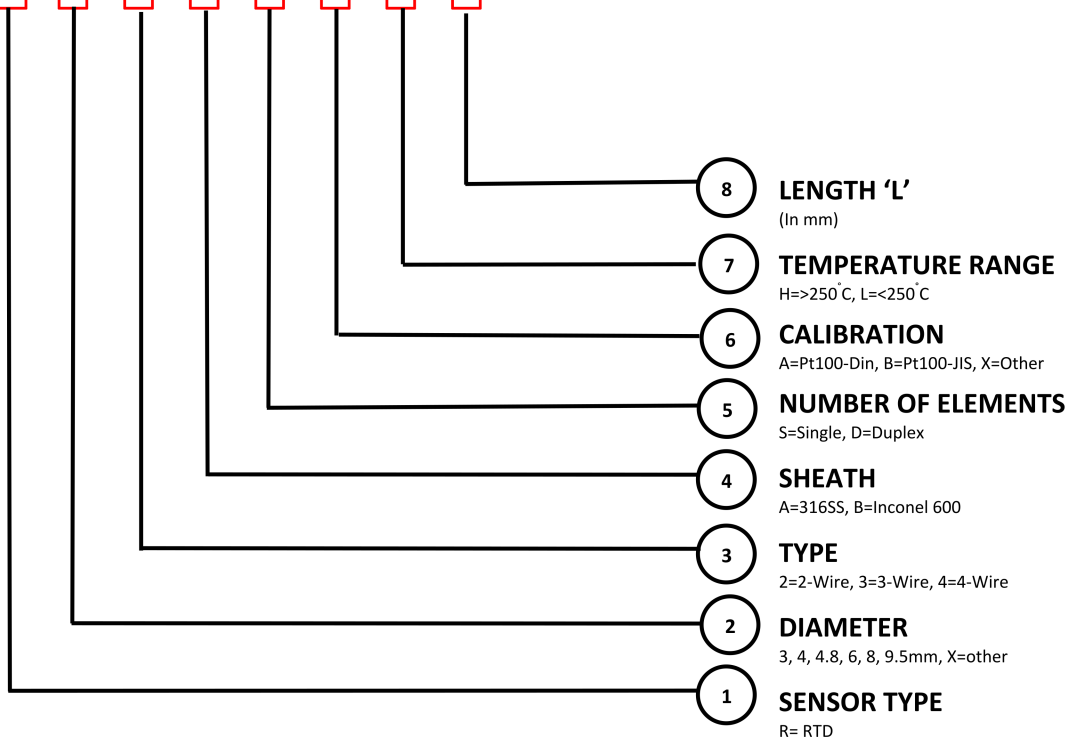 8
LENGTH ‘L’
(In mm)
7
TEMPERATURE RANGE
H=>250°C, L=<250°C
6
CALIBRATION
A=Pt100-Din, B=Pt100-JIS, X=Other
5
NUMBER OF ELEMENTS
S=Single, D=Duplex
4
SHEATH
A=316SS, B=Inconel 600
3
TYPE
2=2-Wire, 3=3-Wire, 4=4-Wire
2
DIAMETER
3, 4, 4.8, 6, 8, 9.5mm, X=other
1
SENSOR TYPE
R= RTD